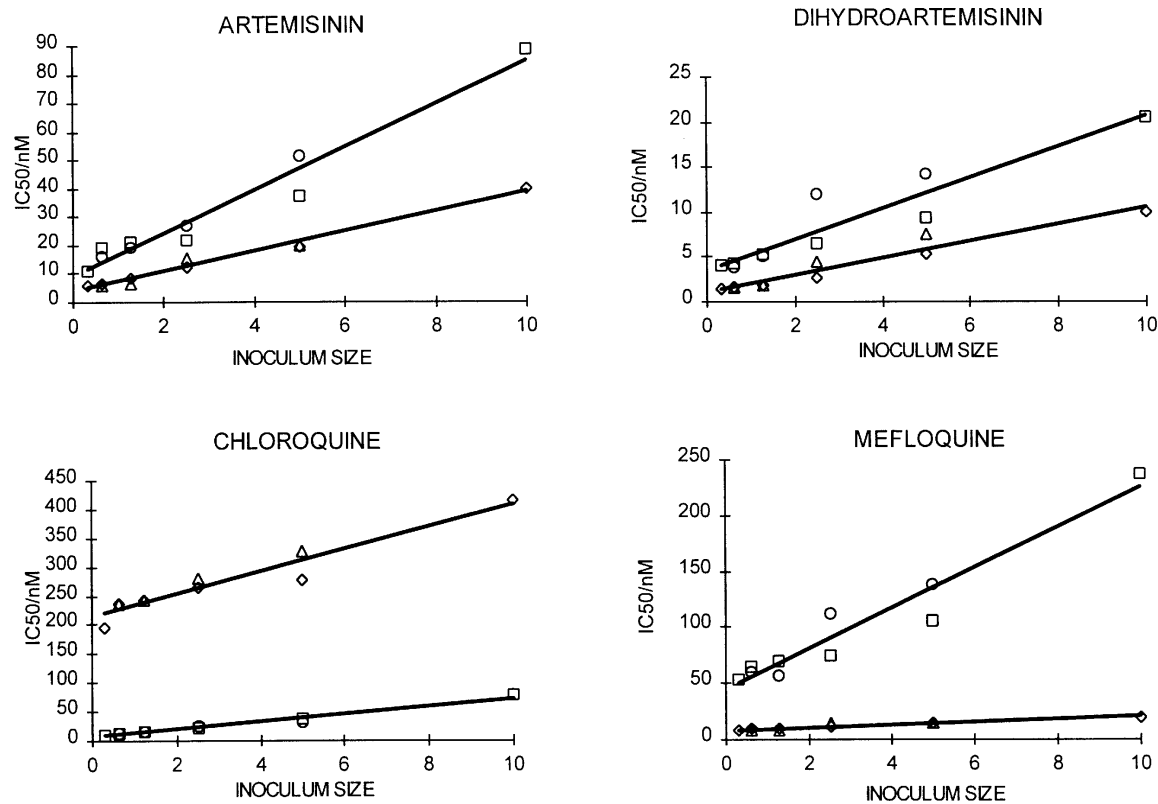 ARTEMISININ
90
80
70
60
50
40
30
20
10
0
IC50/nM
0 2 4 6 8 10
INOCULUM SIZE
DIHYDROARTEMISININ
25
20
15
10
5
0
IC50/nM
0 2 4 6 8 10
INOCULUM SIZE
CHLOROQUINE
450
400
350
300
250
200
150
100
50
0
IC50/nM
0 2 4 6 8 10
INOCULUM SIZE
MEFLOQUINE
250
200
150
100
50
0
IC50/nM
0 2 4 6 8 10
INOCULUM SIZE